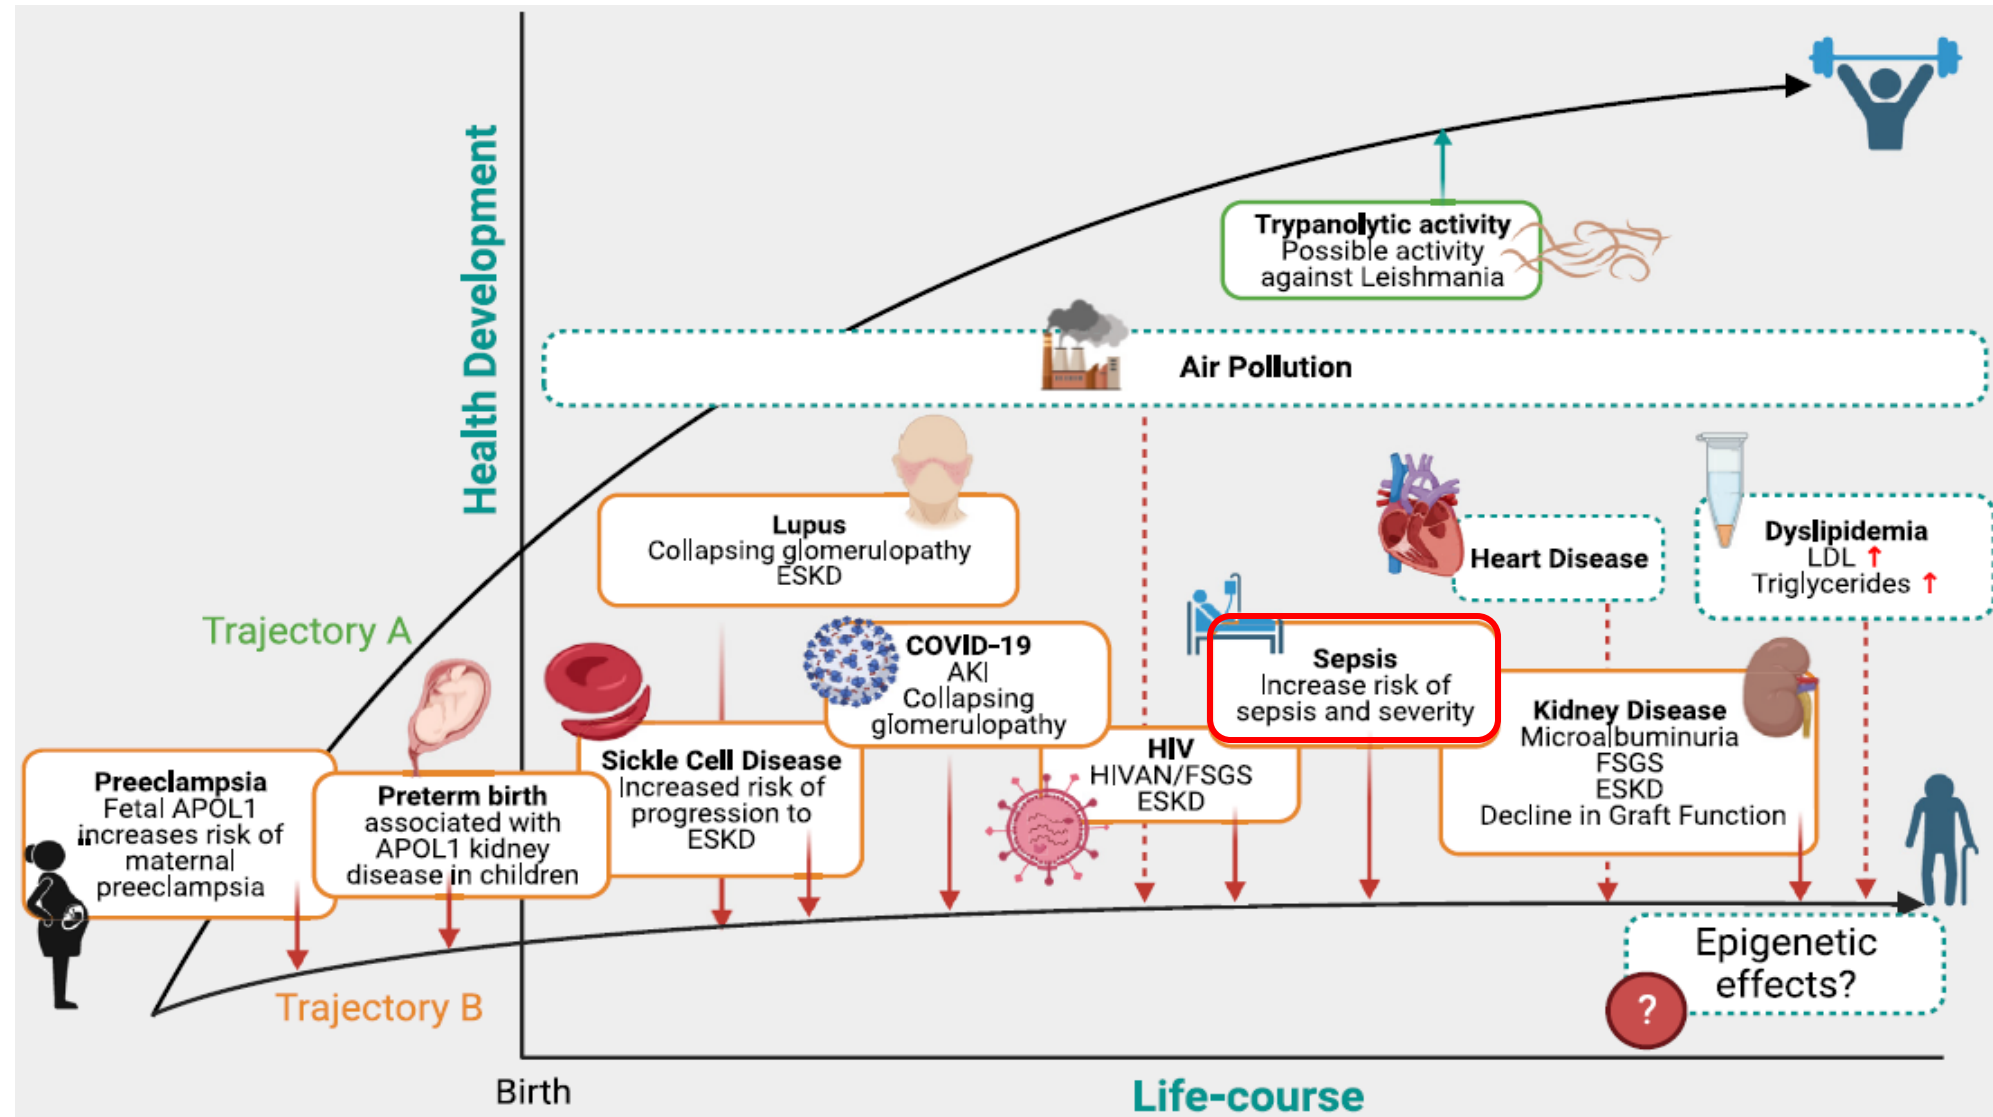 Health Development
Trypanolytic activity
Possible activity
against Leishmania
Air Pollution
Lupus
Collapsing glomerulopathy
ESKD
Heart Disease
Dyslipidemia
LDL ↑
Triglycerides ↑
Trajectory A
COVID-19
AKI
Collapsing
glomerulopathy
Sepsis
Increase risk of
sepsis and severity
Kidney Disease
Microalbuminuria
FSGS
ESKD
Decline in Graft Function
HIV
HIVAN/FSGS
ESKD
Sickle Cell Disease
Increased risk of
progression to
ESKD
Preeclampsia
Fetal APOL1
increases risk of
maternal
preeclampsia
Preterm birth
associated with
APOL1 kidney
disease in children
Trajectory B
Epigenetic
effects?
?
Birth
Life-course